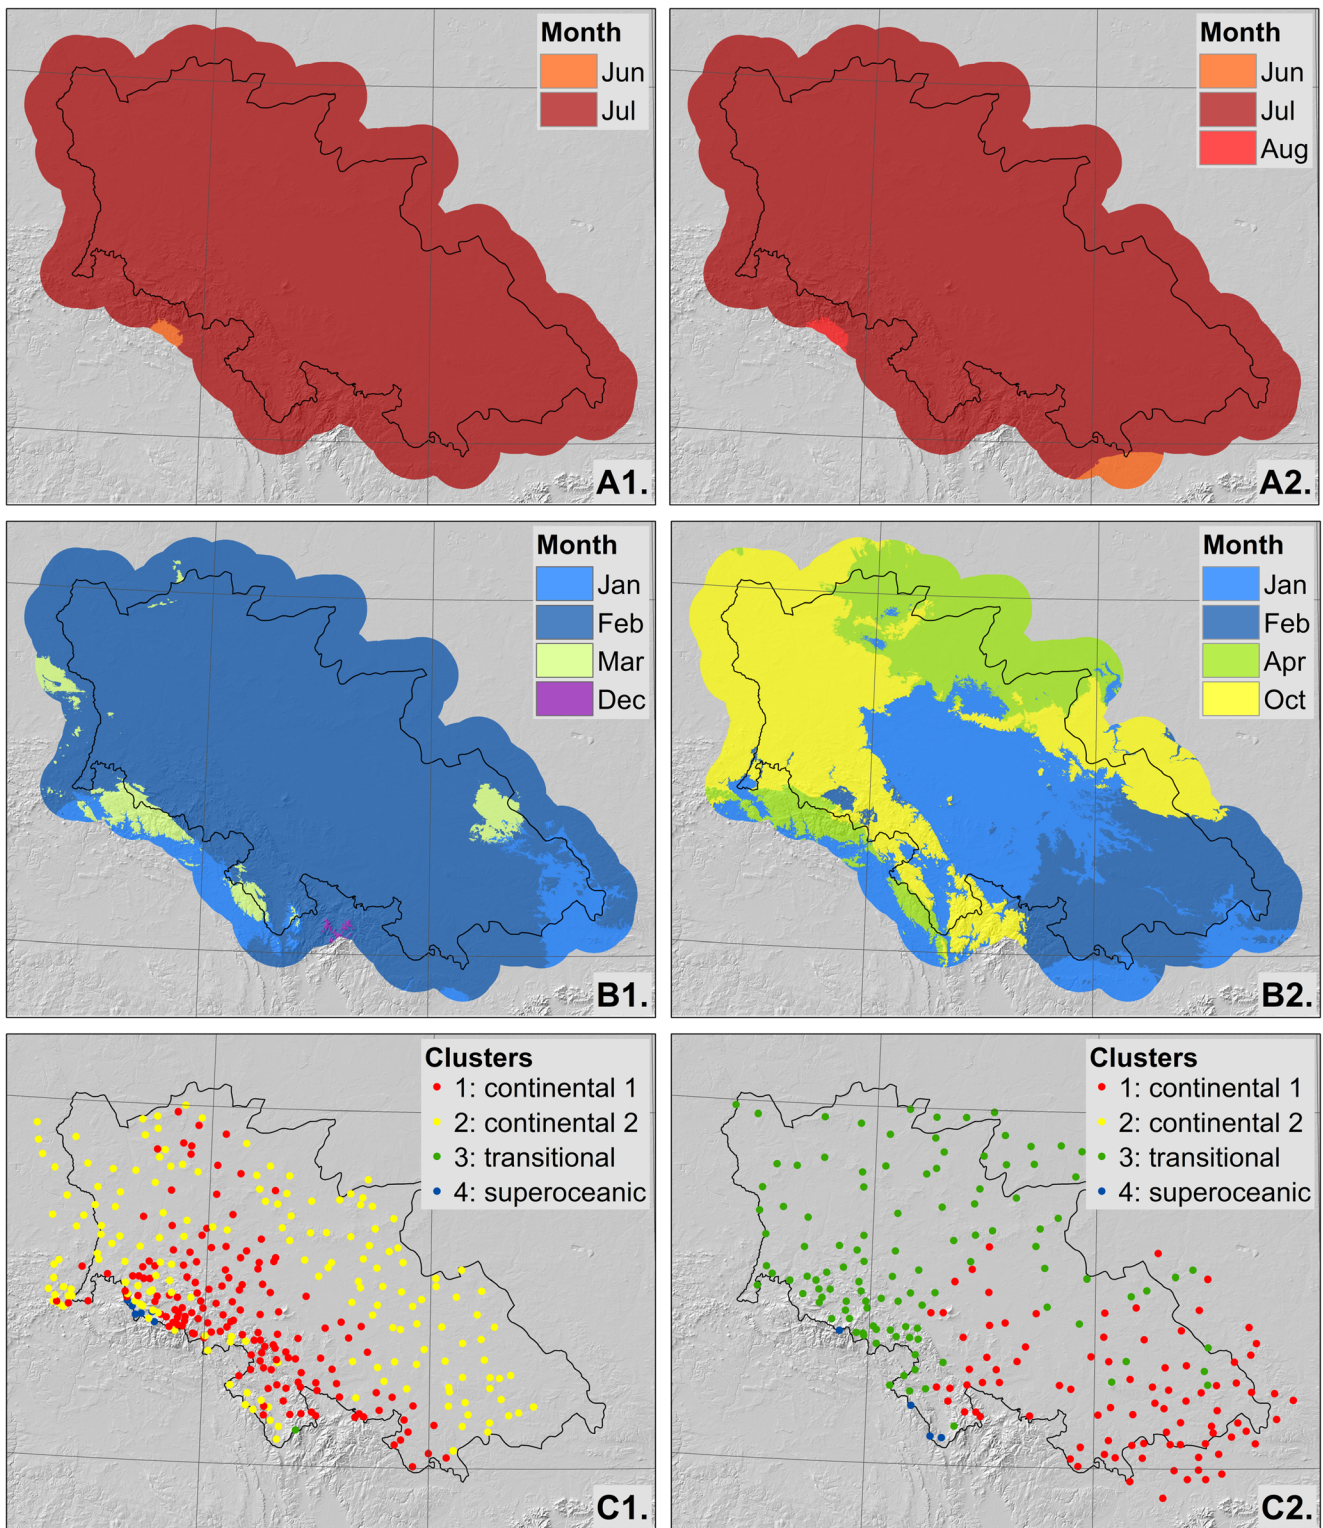 Month
Jun
Jul
A1.
Month
Jun
Jul
Aug
A2.
Month
Jan
Feb
Mar
Dec
B1.
Month
Jan
Feb
Apr
Oct
B2.
Clusters
1: continental 1
2: continental 2
3: transitional
4: superoceanic
C1.
Clusters
1: continental 1
2: continental 2
3: transitional
4: superoceanic
C2.